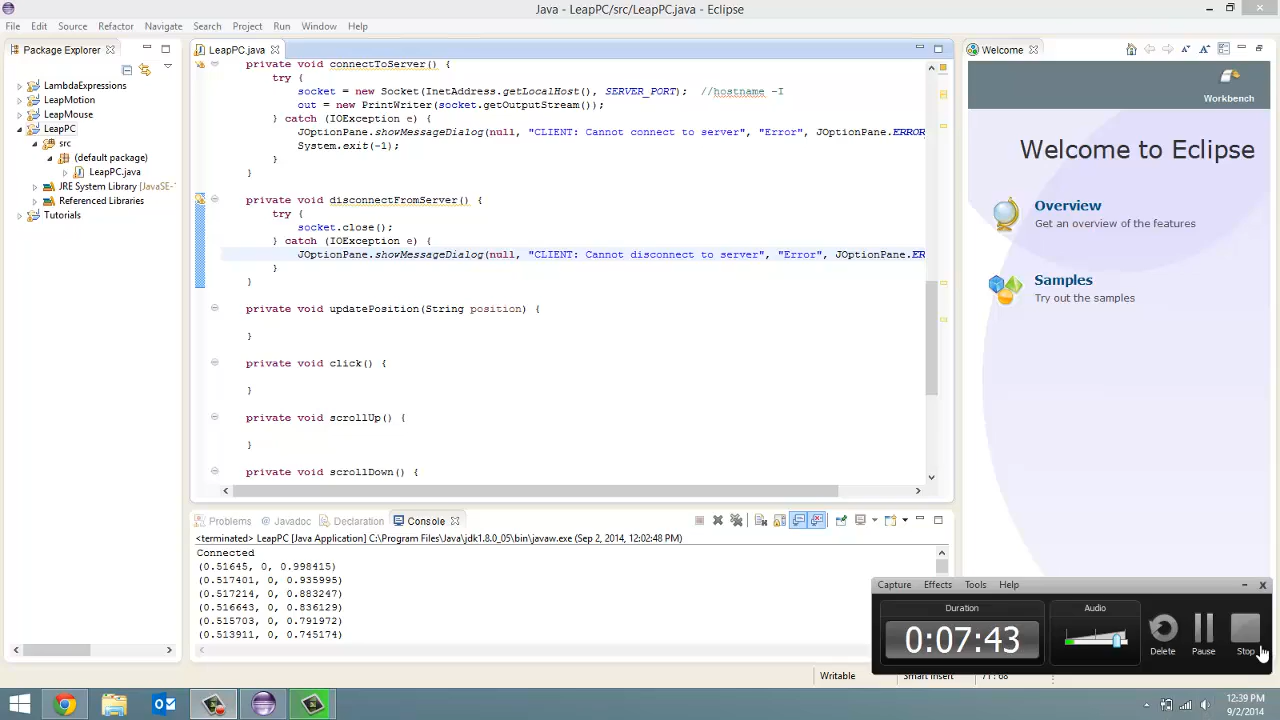 Java - LeapPC/src/LeapPC.java - Eclipse
File Edit Source Refactor Navigate Search Project Run Window Help
Package Explorer
LambdaExpressions
LeapMotion
LeapMouse
LeapPC
src
(default package)
LeapPC.java
JRE System Library [JavaSE-1
Referenced Libraries
Tutorials
LeapPC.java
private void connectToServer() {
try {
socket = new Socket(InetAddress.getLocalHost(), SERVER_PORT); //hostname -I
out = new PrintWriter(socket.getOutputStream());
} catch (IOException e) {
JOptionPane.showMessageDialog(null, "CLIENT: Cannot connect to server", "Error", JOptionPane.ERROR
System.exit(-1);
}
}
private void disconnectFromServer() {
try {
socket.close();
} catch (IOException e) {
JOptionPane.showMessageDialog(null, "CLIENT: Cannot disconnect to server", "Error", JOptionPane.ER
}
}
private void updatePosition(String position) {
}
private void click() {
}
private void scrollUp() {
}
private void scrollDown() {
Welcome
Workbench
Welcome to Eclipse
Overview
Get an overview of the features
Samples
Try out the samples
Problems Javadoc Declaration Console
<terminated> LeapPC [Java Application] C:\Program Files\Java\jdk1.8.0_05\bin\javaw.exe (Sep 2, 2014, 12:02:48 PM)
Connected
(0.51645, 0, 0.998415)
(0.517401, 0, 0.935995)
(0.517214, 0, 0.883247)
(0.516643, 0, 0.836129)
(0.515703, 0, 0.791972)
(0.513911, 0, 0.745174)
Capture Effects Tools Help
Duration
0:07:43
Audio
Delete Pause Stop
Writable Smart Insert
12:39 PM
9/2/2014